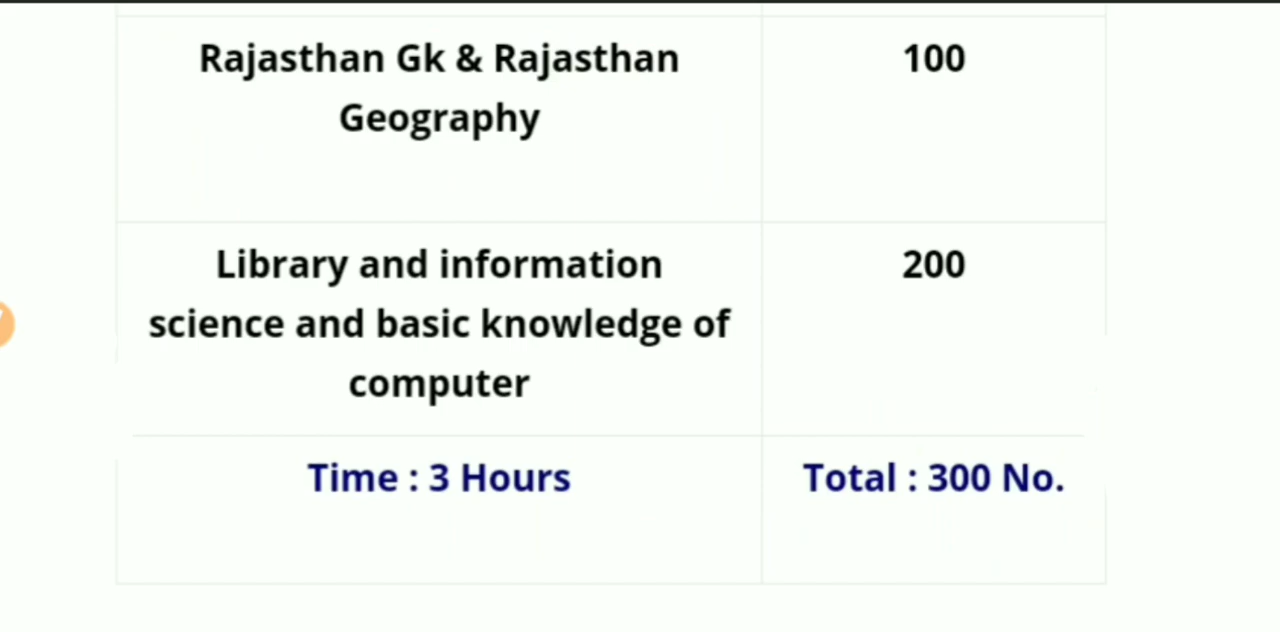 Rajasthan Gk & Rajasthan
Geography
100
Library and information
science and basic knowledge of
computer
200
Time : 3 Hours
Total : 300 No.